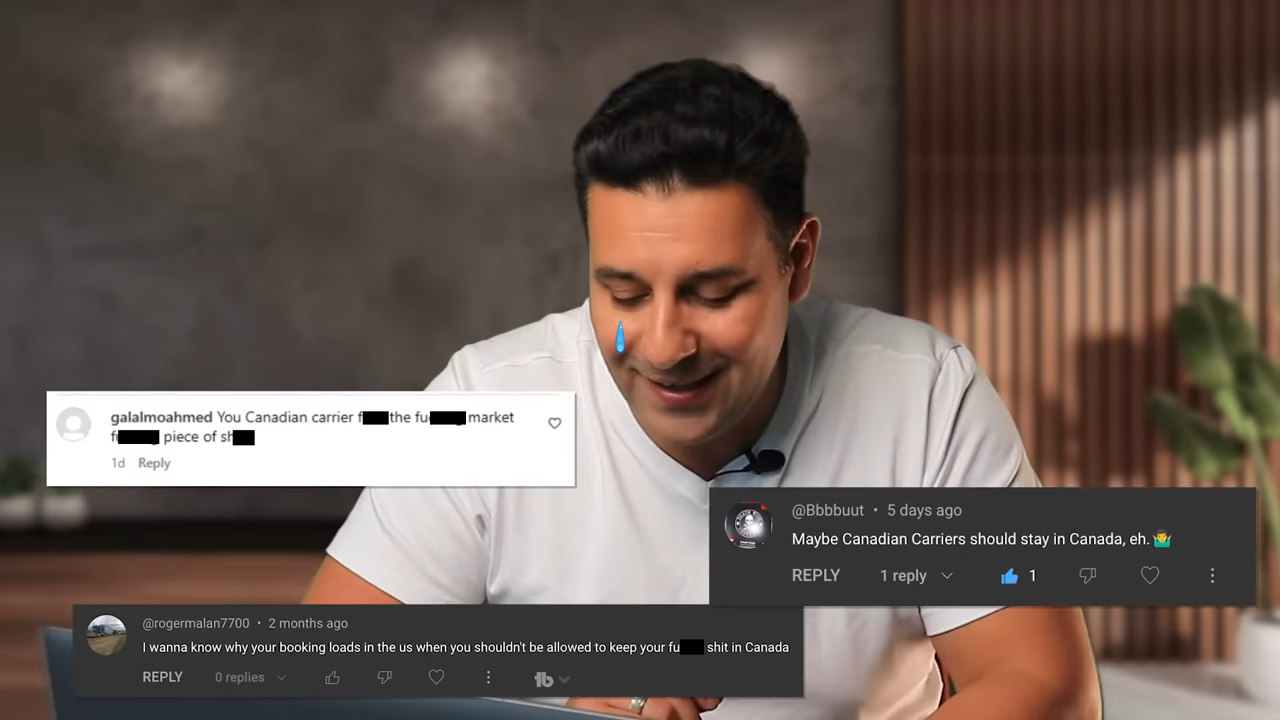 galalmoahmed You Canadian carrier f the fu market
f piece of sh
1d Reply
@Bbbbuut • 5 days ago
Maybe Canadian Carriers should stay in Canada, eh. 🤷‍♂️
REPLY 1 reply 1
@rogermalan7700 • 2 months ago
I wanna know why your booking loads in the us when you shouldn't be allowed to keep your fu shit in Canada
REPLY 0 replies